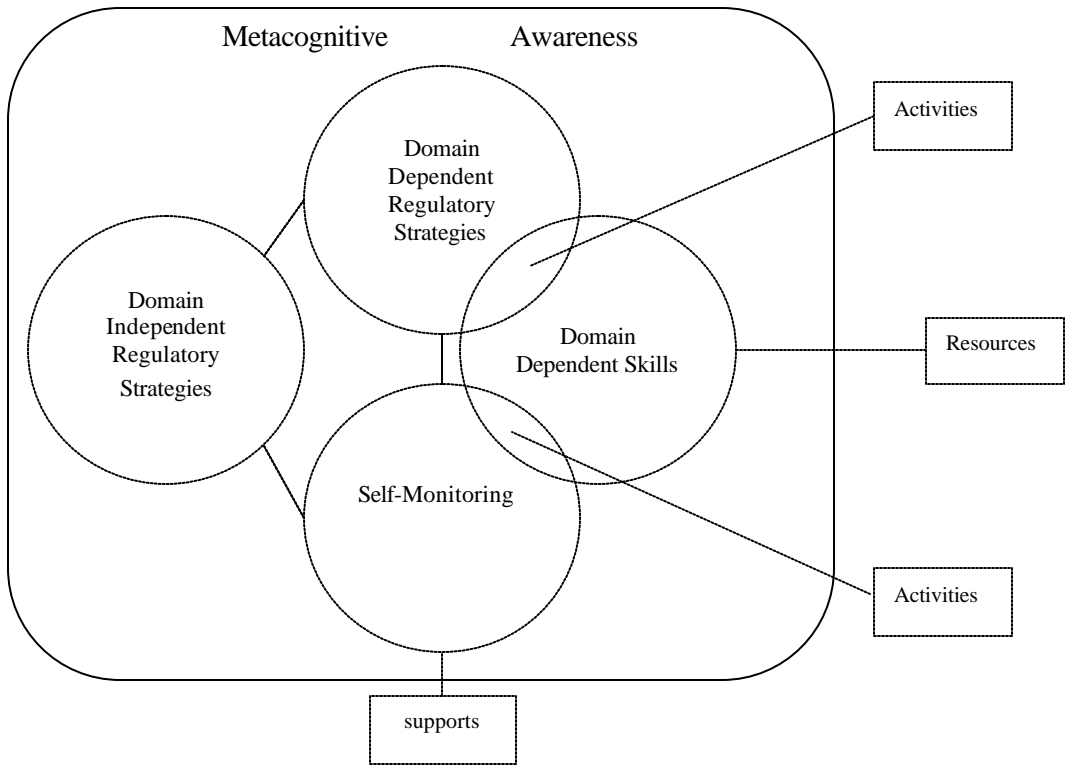 Metacognitive Awareness
Activities
Domain
Dependent
Regulatory
Strategies
Domain
Independent
Regulatory
Strategies
Domain
Dependent Skills
Resources
Self-Monitoring
Activities
supports